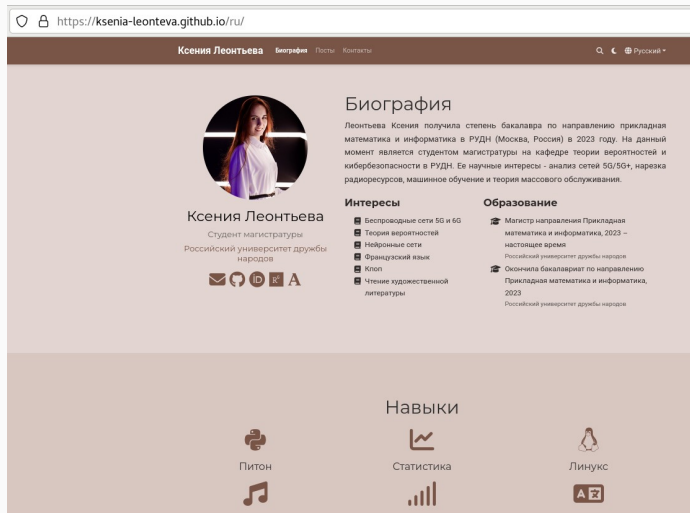 https://ksenia-leonteva.github.io/ru/
Ксения Леонтьева Биография Посты Контакты Русский
Биография
Леонтьева Ксения получила степень бакалавра по направлению прикладная
математика и информатика в РУДН (Москва, Россия) в 2023 году. На данный
момент является студентом магистратуры на кафедре теории вероятностей и
кибербезопасности в РУДН. Ее научные интересы - анализ сетей 5G/5G+, нарезка
радиоресурсов, машинное обучение и теория массового обслуживания.
Ксения Леонтьева
Студент магистратуры
Российский университет дружбы
народов
iD R⁶ A
Интересы
Беспроводные сети 5G и 6G
Теория вероятностей
Нейронные сети
Французский язык
Knon
Чтение художественной
литературы
Образование
Магистр направления Прикладная
математика и информатика, 2023 –
настоящее время
Российский университет дружбы народов
Окончила бакалавриат по направлению
Прикладная математика и информатика,
2023
Российский университет дружбы народов
Навыки
Питон
Статистика
Линукс